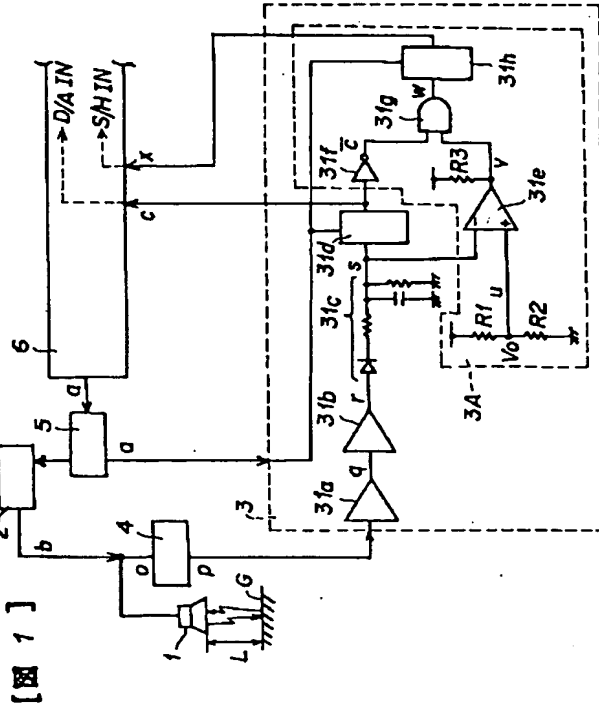 [図 1]
6
D/A IN
S/H IN
a
5
2
c
x
b
a
3
4
o
p
1
G
L
31a
q
31b
r
31c
s
31d
31f
c̄
31g
w
31h
R3
v
31e
-
+
u
R1
Vo
R2
3A